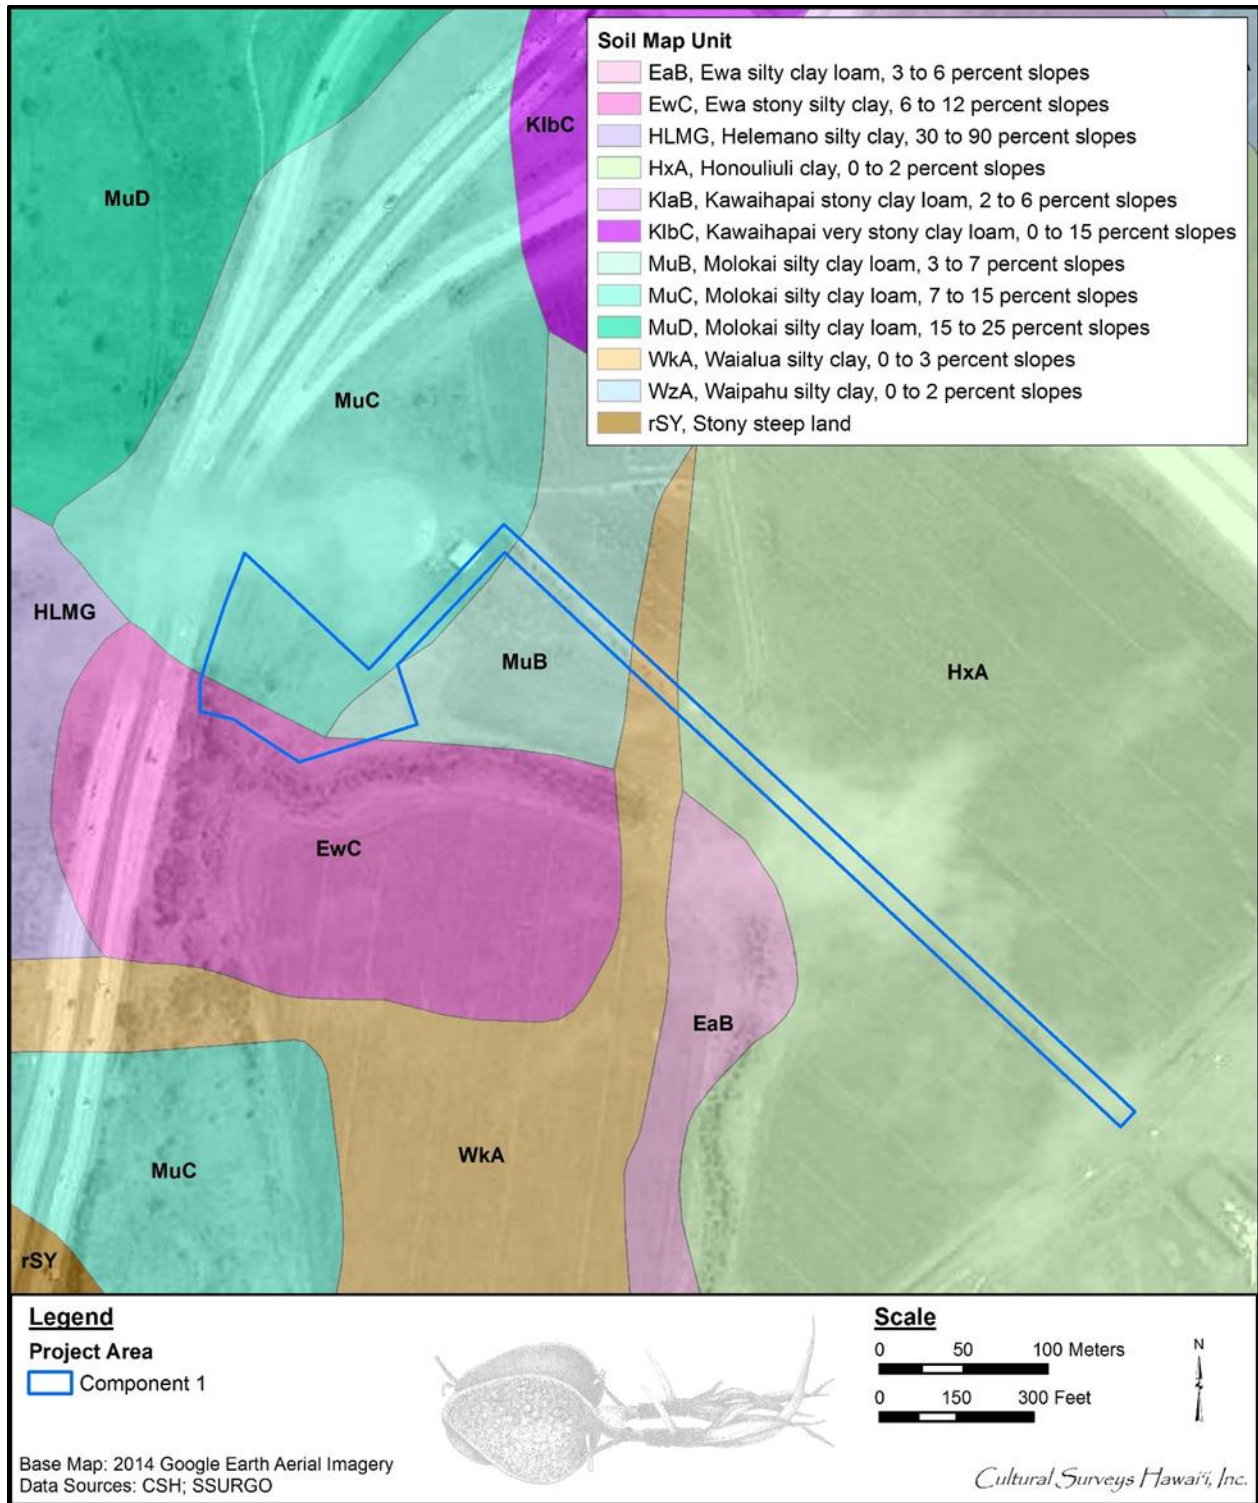 Soil Map Unit
EaB, Ewa silty clay loam, 3 to 6 percent slopes
EwC, Ewa stony silty clay, 6 to 12 percent slopes
HLMG, Helemano silty clay, 30 to 90 percent slopes
HxA, Honouliuli clay, 0 to 2 percent slopes
KlaB, Kawaihapai stony clay loam, 2 to 6 percent slopes
KlbC, Kawaihapai very stony clay loam, 0 to 15 percent slopes
MuB, Molokai silty clay loam, 3 to 7 percent slopes
MuC, Molokai silty clay loam, 7 to 15 percent slopes
MuD, Molokai silty clay loam, 15 to 25 percent slopes
WkA, Waialua silty clay, 0 to 3 percent slopes
WzA, Waipahu silty clay, 0 to 2 percent slopes
rSY, Stony steep land
KlbC
MuD
MuC
HLMG
MuB
HxA
EwC
EaB
WkA
MuC
rSY
Legend
Project Area
Component 1
Base Map: 2014 Google Earth Aerial Imagery
Data Sources: CSH; SSURGO
Scale
0 50 100 Meters
0 150 300 Feet
N
Cultural Surveys Hawaiʻi, Inc.